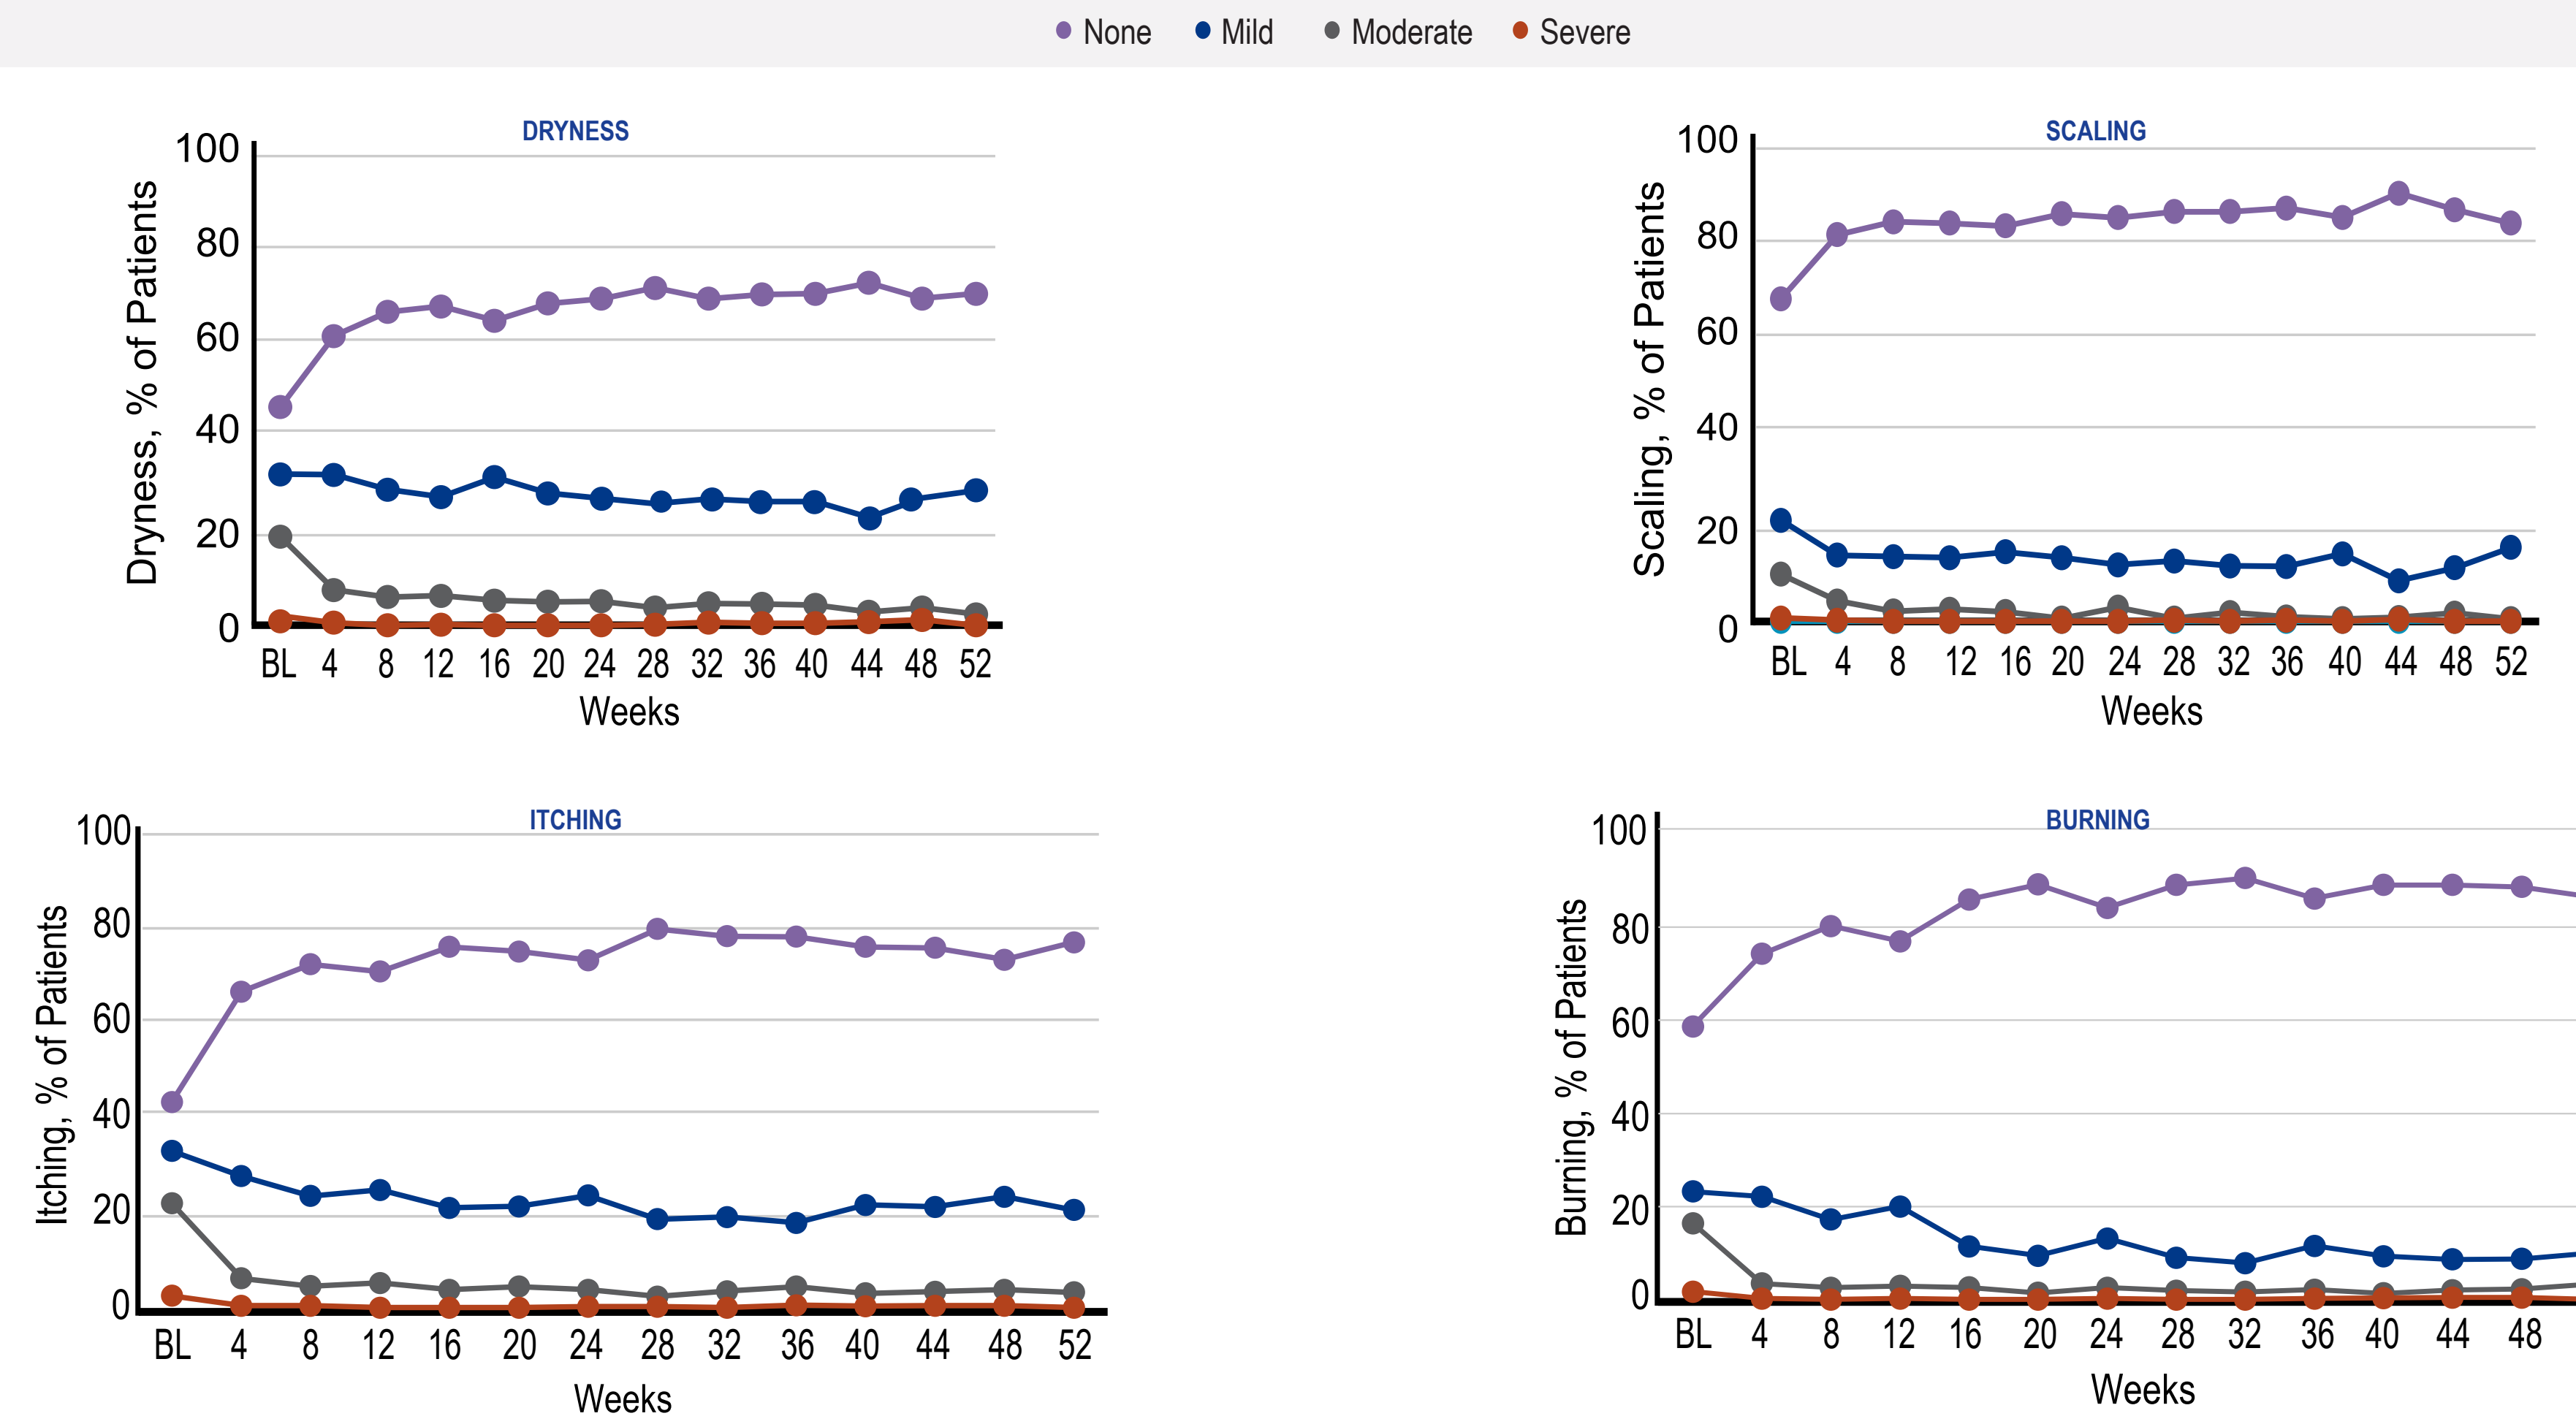 None Mild Moderate Severe
DRYNESS
Dryness, % of Patients
100
80
60
40
20
0
BL 4 8 12 16 20 24 28 32 36 40 44 48 52
Weeks
SCALING
Scaling, % of Patients
100
80
60
40
20
0
BL 4 8 12 16 20 24 28 32 36 40 44 48 52
Weeks
ITCHING
Itching, % of Patients
100
80
60
40
20
0
BL 4 8 12 16 20 24 28 32 36 40 44 48 52
Weeks
BURNING
Burning, % of Patients
100
80
60
40
20
0
BL 4 8 12 16 20 24 28 32 36 40 44 48
Weeks